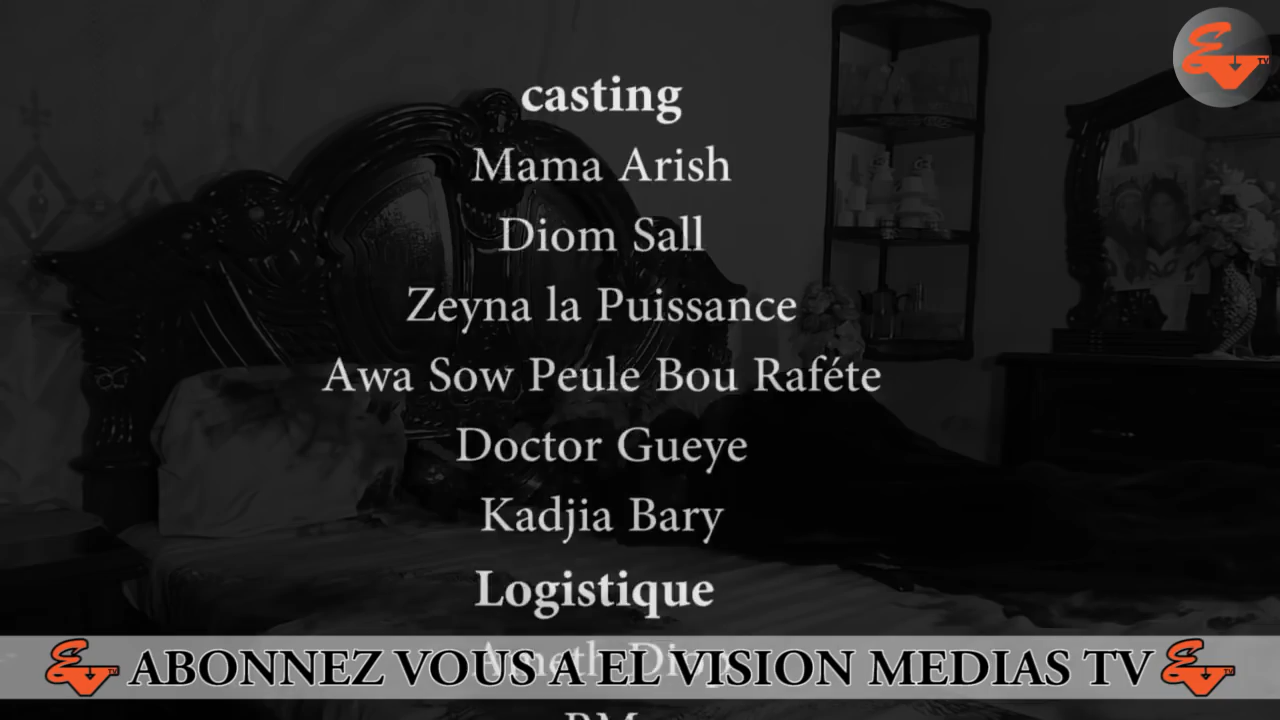 casting
Mama Arish
Diom Sall
Zeyna la Puissance
Awa Sow Peule Bou Raféte
Doctor Gueye
Kadjia Bary
Logistique
ABONNEZ VOUS A EL VISION MEDIAS TV